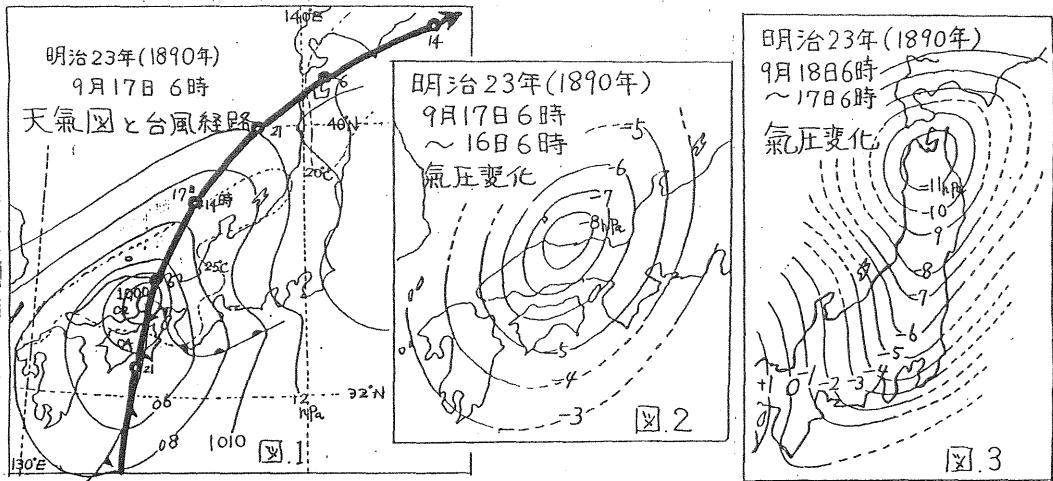 明治23年(1890年)
9月17日 6時
天氣図と台風経路
140°E
14
6
21
40°N
20℃
17日
14時
25℃
1000
02
04
21
06
32°N
12
hPa
08
1010
130°E
図.1
明治23年(1890年)
9月17日6時
～16日6時
氣圧変化
-5
-6
-7
-8hPa
-5
-4
-3
図.2
明治23年(1890年)
9月18日6時
～17日6時
氣圧変化
-11hPa
-10
-9
-8
-7
-6
-5
-4
-3
-2
-1
0
+1
図.3